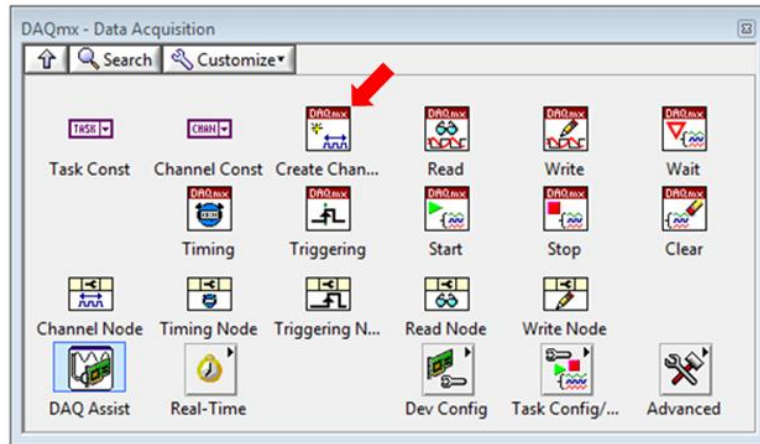 DAQmx - Data Acquisition
Search Customize
TASK CHAN DAQmx DAQmx DAQmx DAQmx
Task Const Channel Const Create Chan... Read Write Wait
DAQmx DAQmx DAQmx DAQmx DAQmx
Timing Triggering Start Stop Clear
Channel Node Timing Node Triggering N... Read Node Write Node
DAQ Assist Real-Time Dev Config Task Config/... Advanced